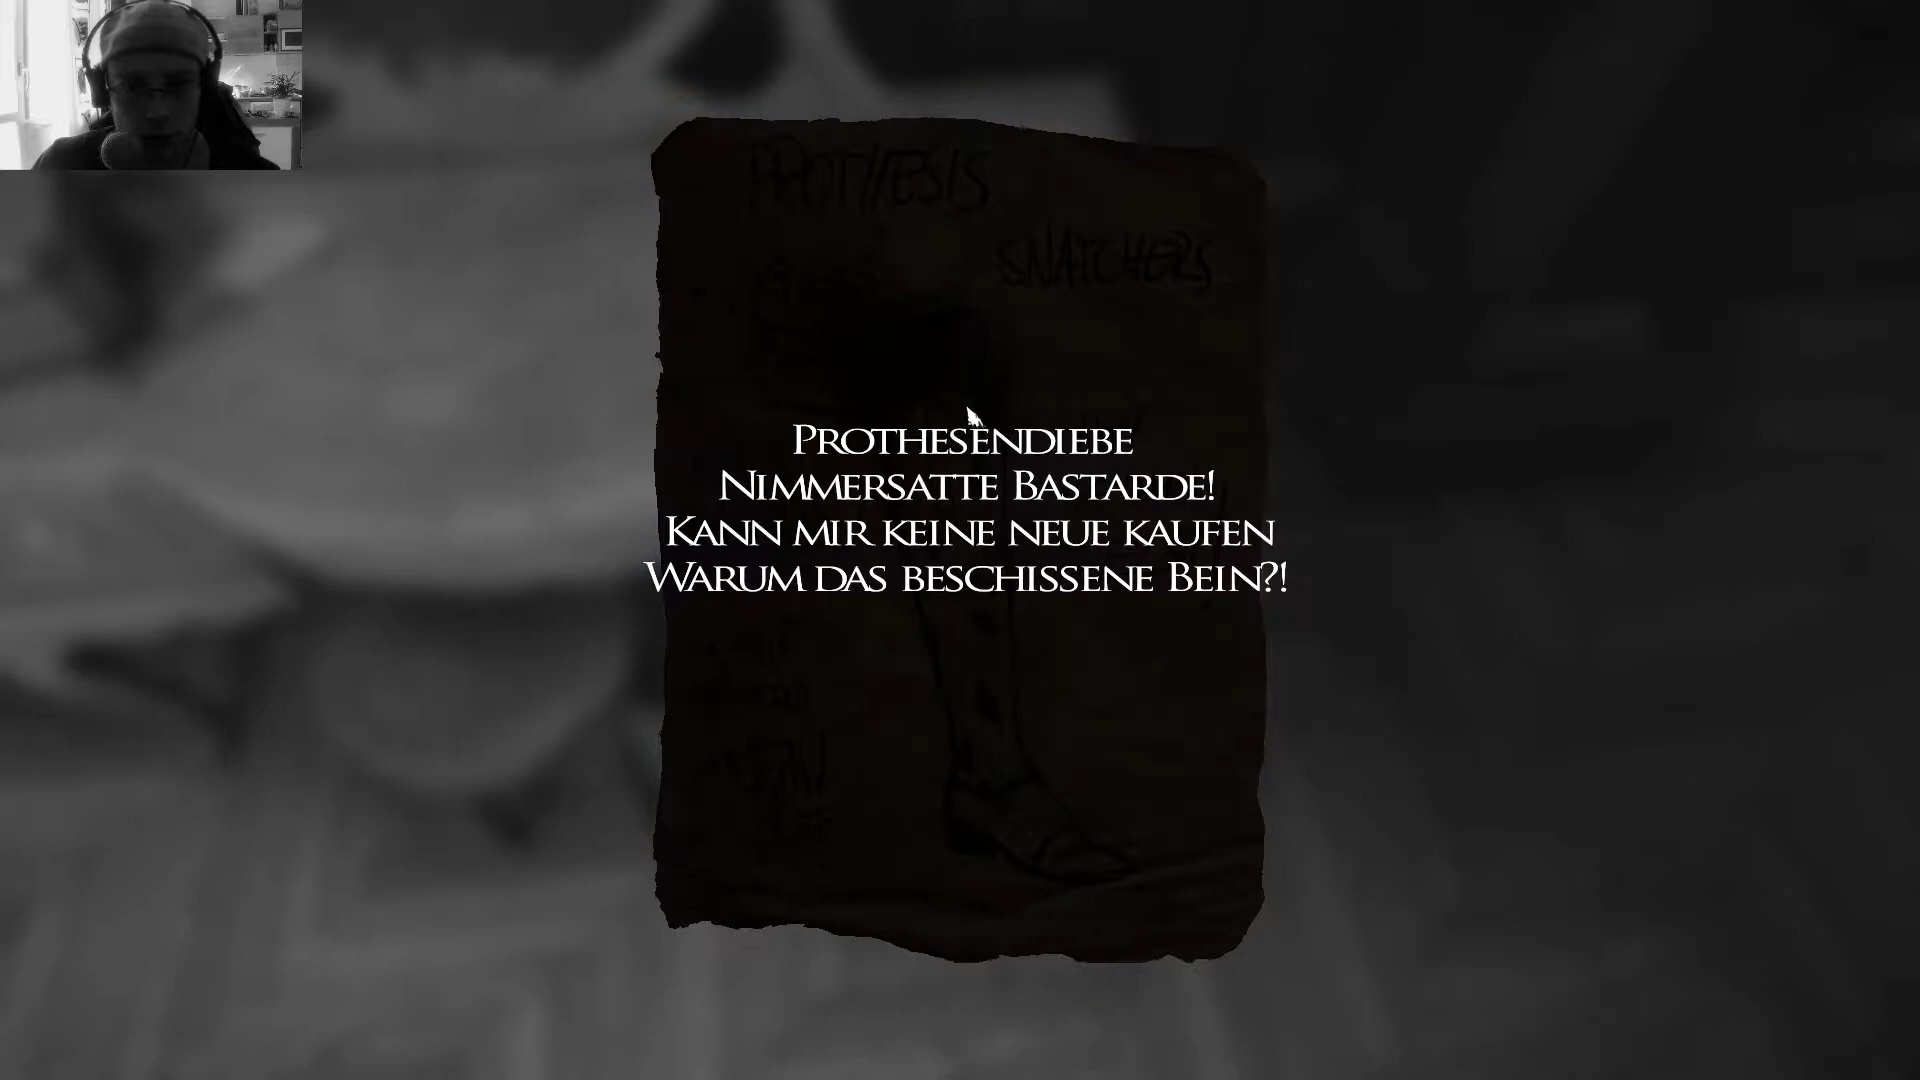 PROTHESIS
SNATCHERS
PROTHESENDIEBE
NIMMERSATTE BASTARDE!
KANN MIR KEINE NEUE KAUFEN
WARUM DAS BESCHISSENE BEIN?!